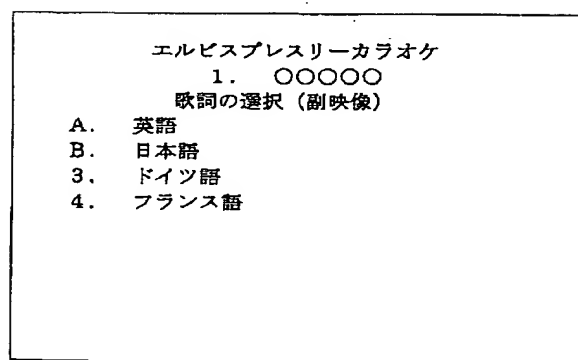 エルビスプレスリーカラオケ
1. ○○○○○
歌詞の選択（副映像）
A. 英語
B. 日本語
3. ドイツ語
4. フランス語